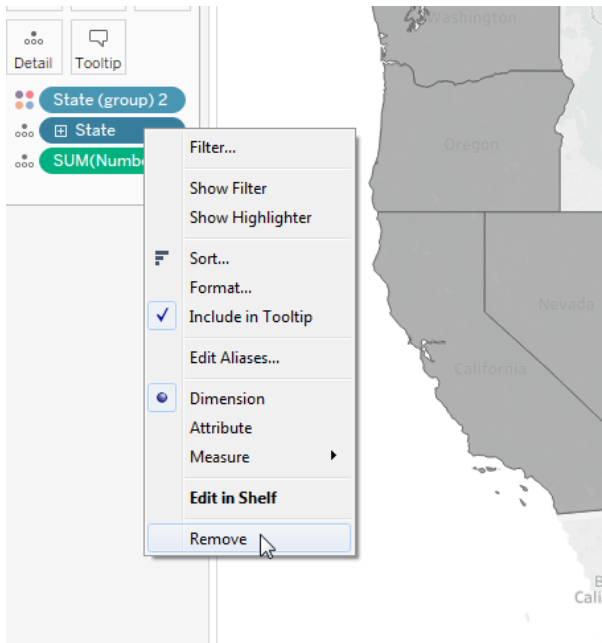 Detail Tooltip
State (group) 2
State
SUM(Numbe
Filter...
Show Filter
Show Highlighter
Sort...
Format...
Include in Tooltip
Edit Aliases...
Dimension
Attribute
Measure
Edit in Shelf
Remove
Washington
Oregon
Nevada
California
B
Cali